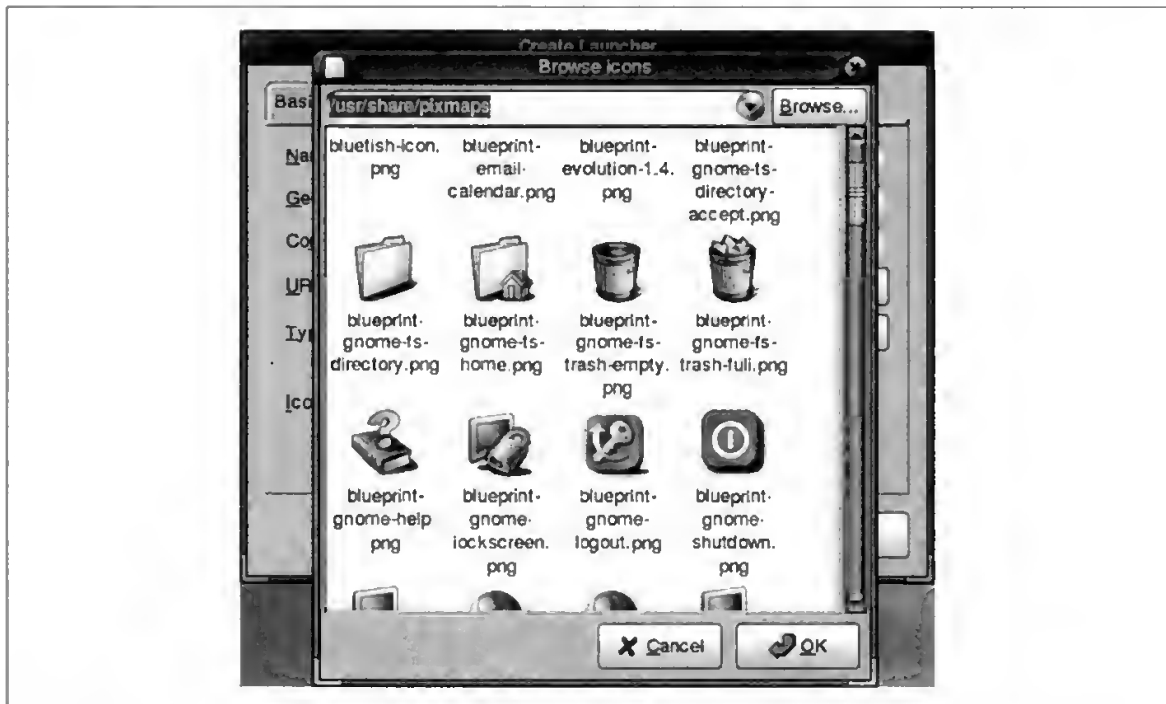 Create Launcher
Browse icons
/usr/share/pixmaps
Browse...
Basi
Nar
Ge
Co
UR
Typ
Ico
bluefish-icon.
png
blueprint-
email-
calendar.png
blueprint-
evolution-1.4.
png
blueprint-
gnome-fs-
directory-
accept.png
blueprint-
gnome-fs-
directory.png
blueprint-
gnome-fs-
home.png
blueprint-
gnome-fs-
trash-empty.
png
blueprint-
gnome-fs-
trash-full.png
blueprint-
gnome-help
png
blueprint-
gnome-
lockscreen.
png
blueprint-
gnome-
logout.png
blueprint-
gnome-
shutdown.
png
Cancel
OK